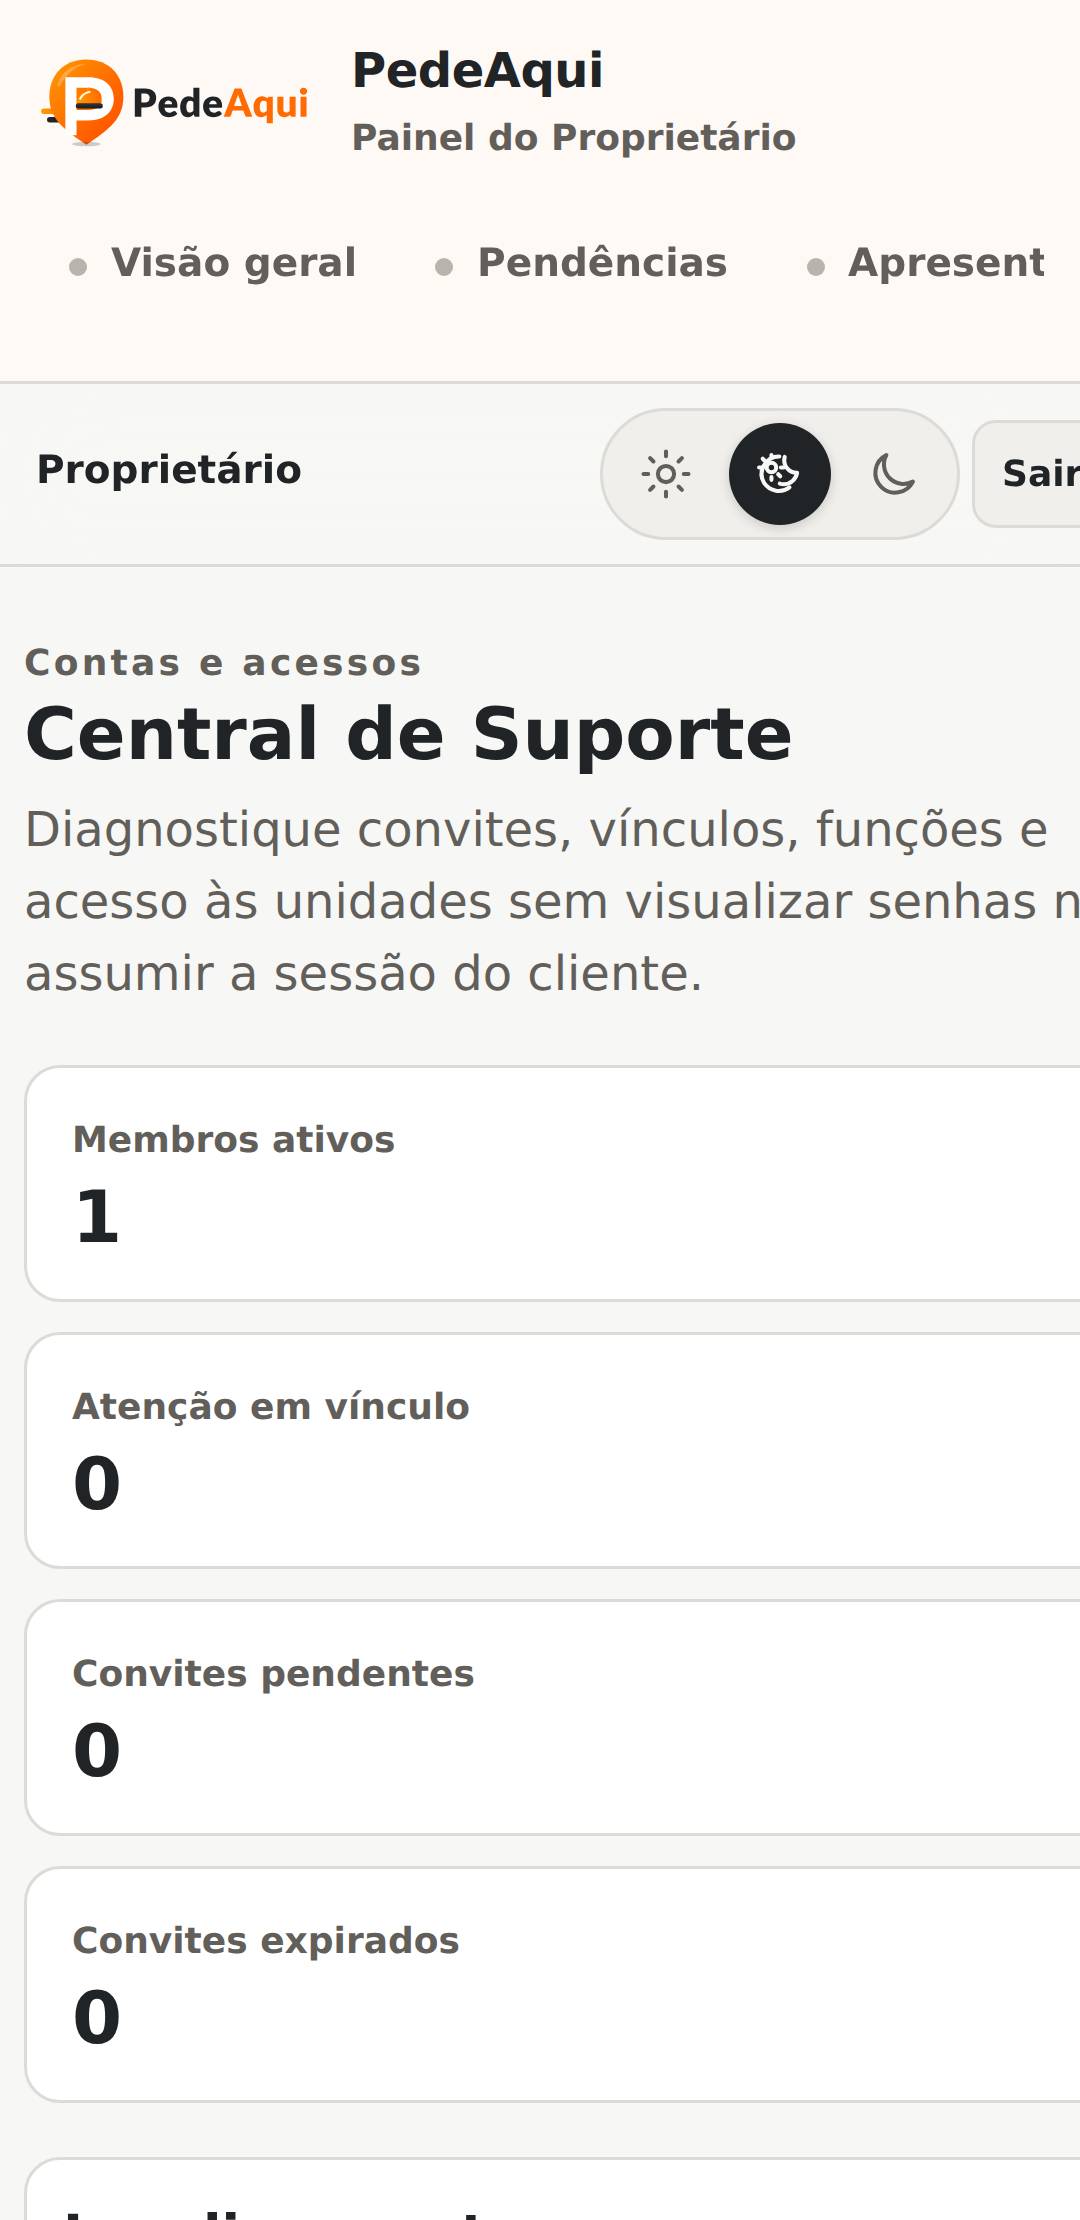 PedeAqui
PedeAqui
Painel do Proprietário
Visão geral
Pendências
Apresent
Proprietário
Sair
Contas e acessos
Central de Suporte
Diagnostique convites, vínculos, funções e
acesso às unidades sem visualizar senhas n
assumir a sessão do cliente.
Membros ativos
1
Atenção em vínculo
0
Convites pendentes
0
Convites expirados
0